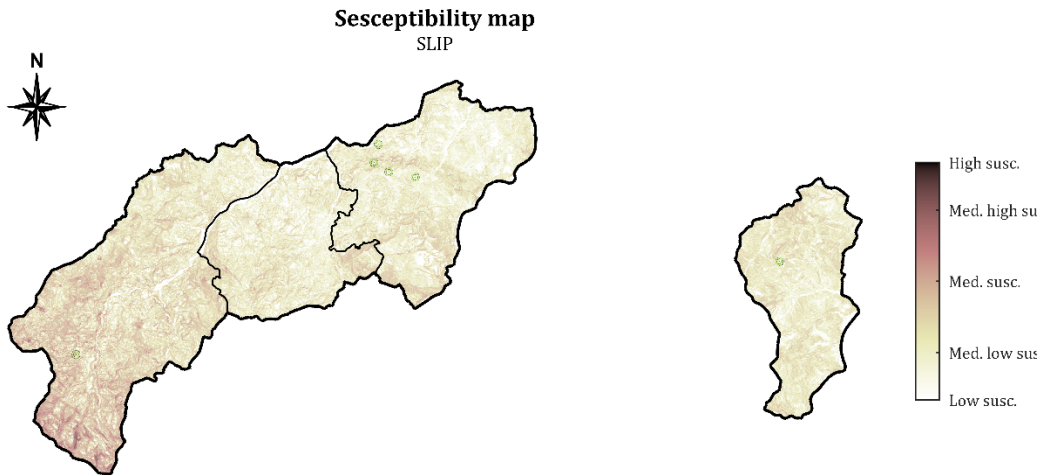 Sesceptibility map
SLIP
N
High susc.
Med. high su
Med. susc.
Med. low sus
Low susc.